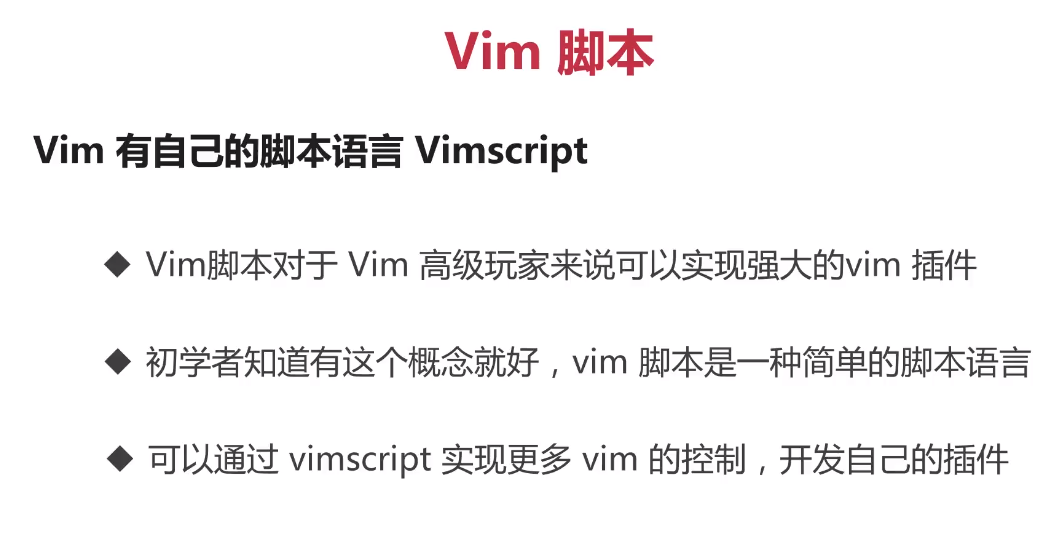 Vim 脚本
Vim 有自己的脚本语言 Vimscript
◆ Vim脚本对于 Vim 高级玩家来说可以实现强大的vim 插件
◆ 初学者知道有这个概念就好，vim 脚本是一种简单的脚本语言
◆ 可以通过 vimscript 实现更多 vim 的控制，开发自己的插件